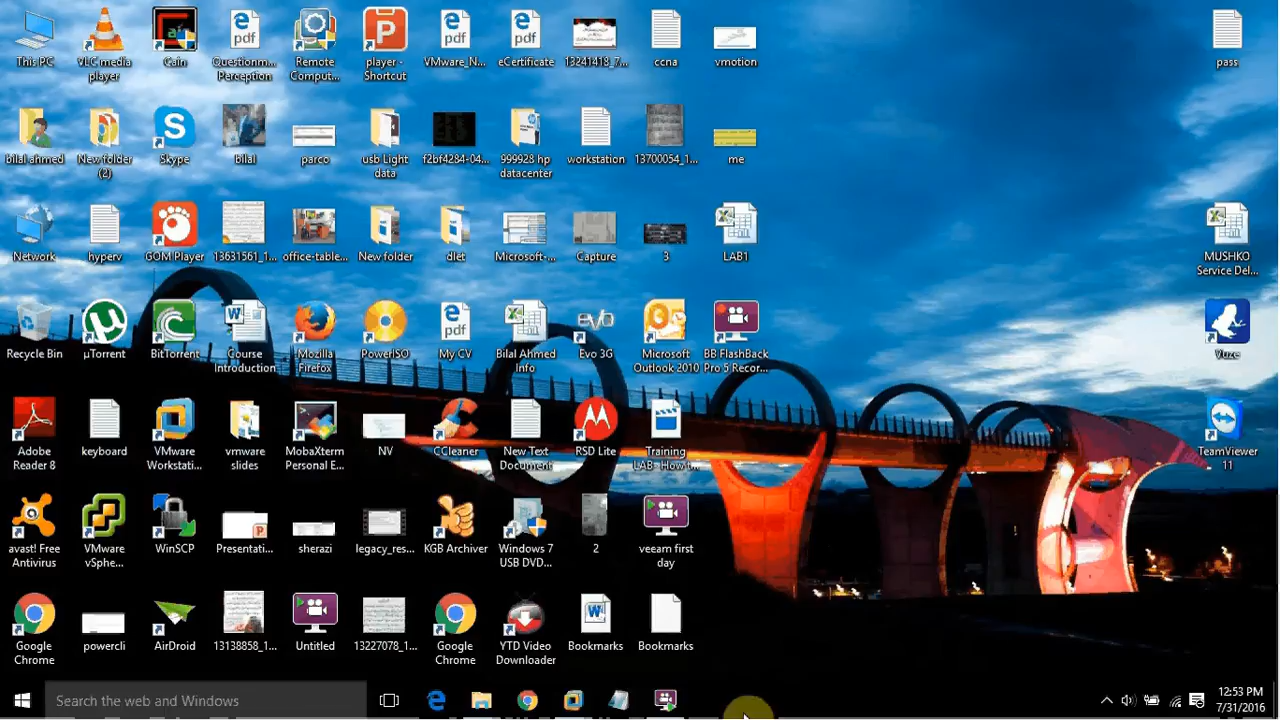 This PC
VLC media
player
Cain
Questionm...
Perception
Remote
Comput...
player -
Shortcut
VMware_N...
eCertificate
13241418_7...
ccna
vmotion
pass
bilal ahmed
New folder
(2)
Skype
Bilal
parco
usb Light
data
f2bf4284-04...
999928 hp
datacenter
workstation
13700054_1...
me
Network
hyperv
GOM Player
13631561_1...
office-table...
New folder
dlet
Microsoft-...
Capture
3
LAB1
MUSHKO
Service Del...
Recycle Bin
µTorrent
BitTorrent
Course
Introduction
Mozilla
Firefox
PowerISO
My CV
Bilal Ahmed
Info
Evo 3G
Microsoft
Outlook 2010
BB FlashBack
Pro 5 Recor...
Vuze
Adobe
Reader 8
keyboard
VMware
Workstati...
vmware
slides
MobaXterm
Personal E...
NV
CCleaner
New Text
Document
RSD Lite
Training
LAB- How t...
TeamViewer
11
avast! Free
Antivirus
VMware
vSphe...
WinSCP
Presentati...
sherazi
legacy_res...
KGB Archiver
Windows 7
USB DVD...
2
veeam first
day
Google
Chrome
powercli
AirDroid
13138858_1...
Untitled
13227078_1...
Google
Chrome
YTD Video
Downloader
Bookmarks
Bookmarks
Search the web and Windows
12:53 PM
7/31/2016